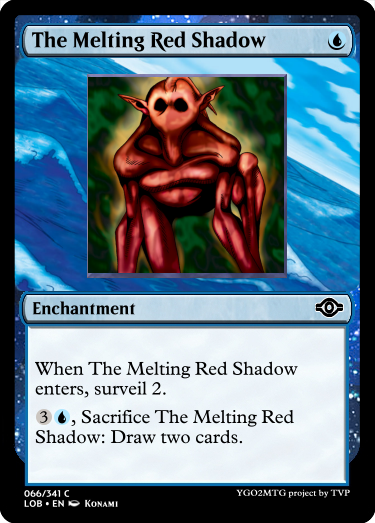 The Melting Red Shadow
Enchantment
When The Melting Red Shadow
enters, surveil 2.
3, Sacrifice The Melting Red
Shadow: Draw two cards.
066/341 C
LOB • EN Konami
YGO2MTG project by TVP